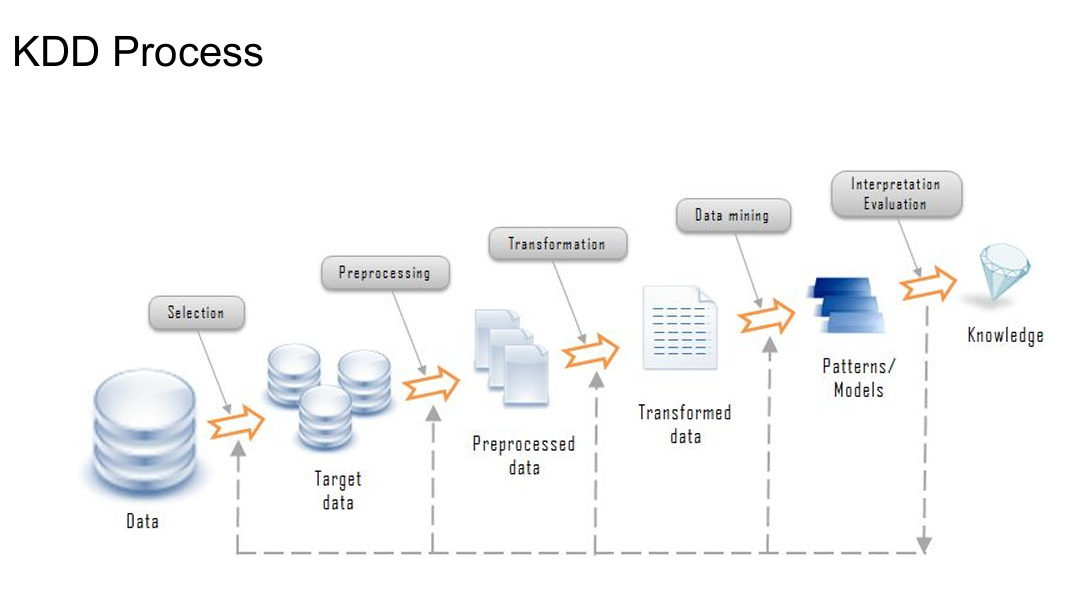 KDD Process
Interpretation
Evaluation
Data mining
Transformation
Preprocessing
Selection
Knowledge
Patterns/
Models
Transformed
data
Preprocessed
data
Target
data
Data